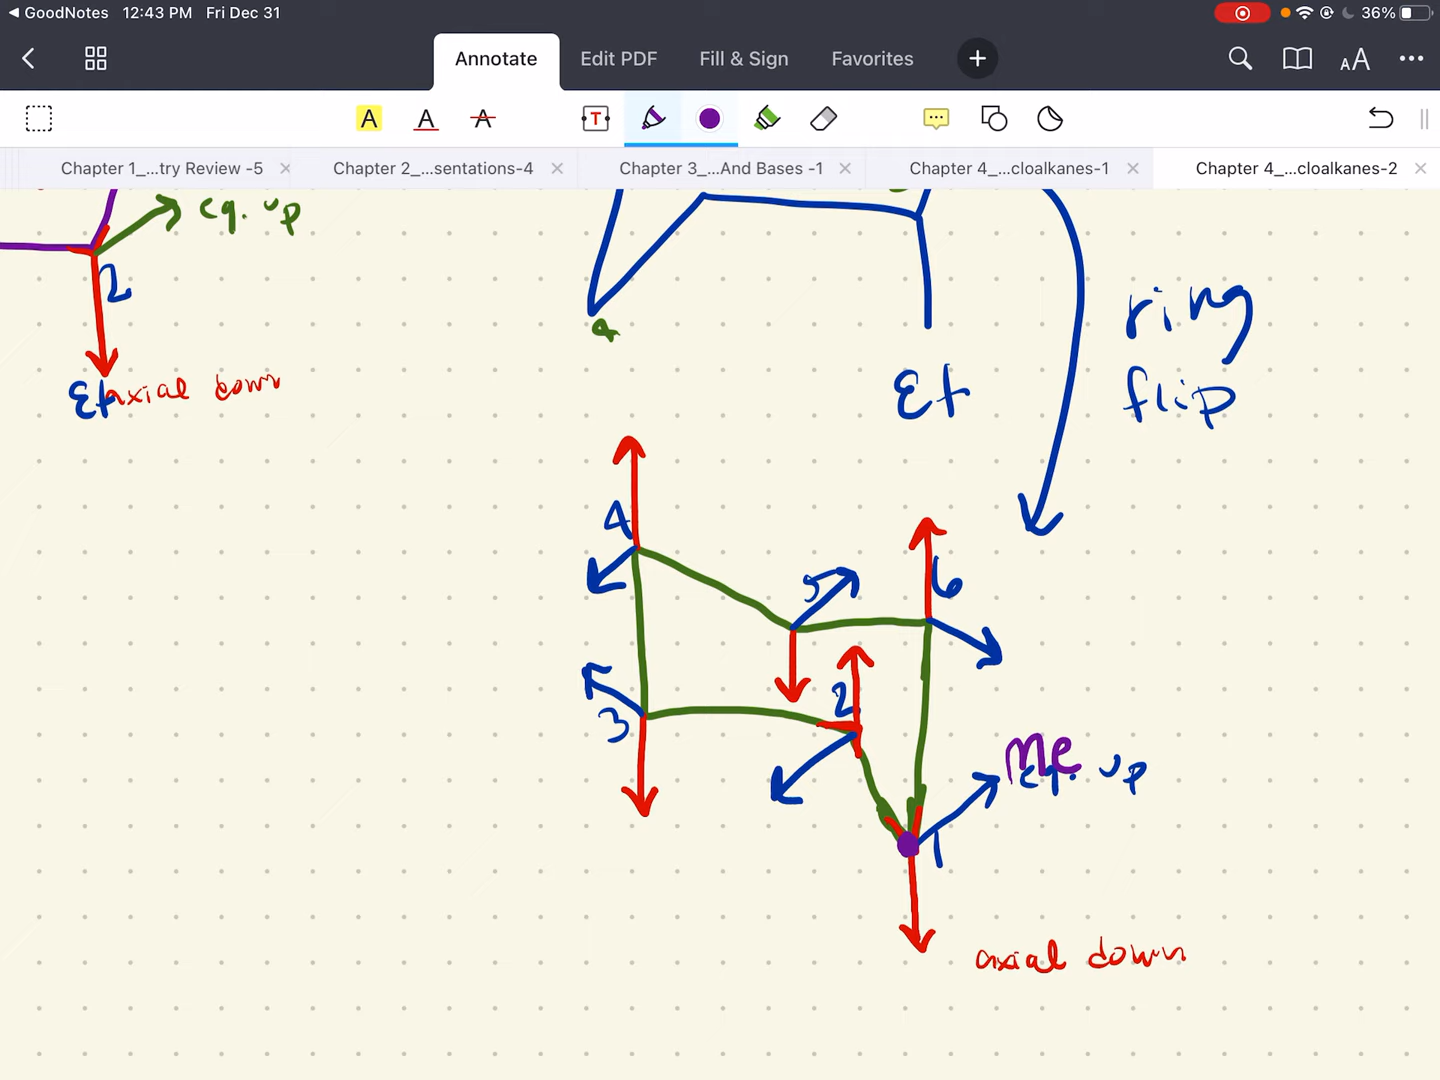 GoodNotes 12:43 PM Fri Dec 31 36%
Annotate Edit PDF Fill & Sign Favorites
A A A T
Chapter 1_...try Review -5 Chapter 2_...sentations-4 Chapter 3_...And Bases -1 Chapter 4_...cloalkanes-1 Chapter 4_...cloalkanes-2
eq. up
2
Et axial down
4
Et
ring
flip
4
5
6
3
2
Me
eq. up
1
axial down